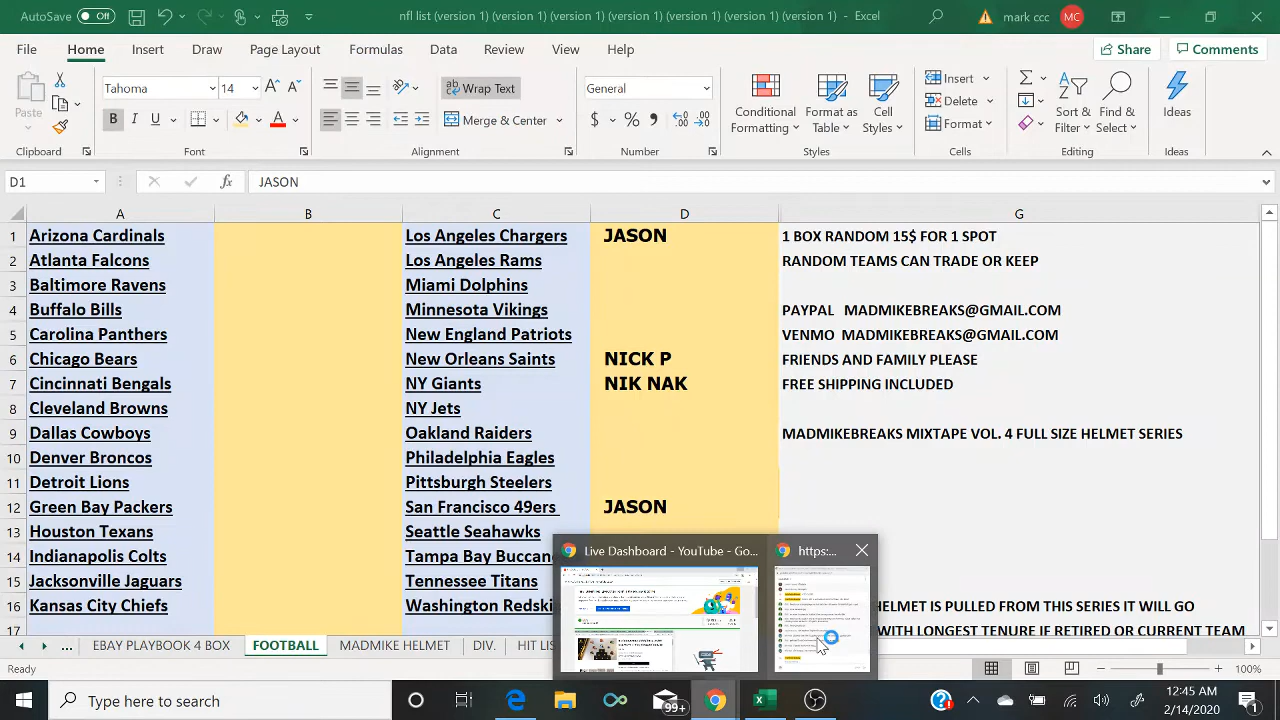 AutoSave Off nfl list (version 1) (version 1) (version 1) (version 1) (version 1) (version 1) - Excel mark ccc MC
File Home Insert Draw Page Layout Formulas Data Review View Help Share Comments
Paste
Tahoma 14
B I U
Wrap Text
Merge & Center
General
$ % 9
Conditional Formatting
Format as Table
Cell Styles
Insert
Delete
Format
Sort & Filter
Find & Select
Ideas
Clipboard Font Alignment Number Styles Cells Editing Ideas
D1 fx JASON
A B C D G
1 Arizona Cardinals Los Angeles Chargers JASON 1 BOX RANDOM 15$ FOR 1 SPOT
2 Atlanta Falcons Los Angeles Rams RANDOM TEAMS CAN TRADE OR KEEP
3 Baltimore Ravens Miami Dolphins
4 Buffalo Bills Minnesota Vikings PAYPAL MADMIKEBREAKS@GMAIL.COM
5 Carolina Panthers New England Patriots VENMO MADMIKEBREAKS@GMAIL.COM
6 Chicago Bears New Orleans Saints NICK P FRIENDS AND FAMILY PLEASE
7 Cincinnati Bengals NY Giants NIK NAK FREE SHIPPING INCLUDED
8 Cleveland Browns NY Jets
9 Dallas Cowboys Oakland Raiders MADMIKEBREAKS MIXTAPE VOL. 4 FULL SIZE HELMET SERIES
10 Denver Broncos Philadelphia Eagles
11 Detroit Lions Pittsburgh Steelers
12 Green Bay Packers San Francisco 49ers JASON
13 Houston Texans Seattle Seahawks
14 Indianapolis Colts Tampa Bay Buccan
15 Jacksonville Jaguars Tennessee Titans
16 Kansas City Chiefs Washington Redski HELMET IS PULLED FROM THIS SERIES IT WILL GO
17 WITH LONGEST TENURE IF RETIRED OR CURRENT TEAM
Live Dashboard - YouTube - Go... https:...
... PLAYBOOK 19 FOOTBALL MADMIKE HELMET DIV. HT L
Ready 100%
Type here to search
99+
12:45 AM
2/14/2020
1